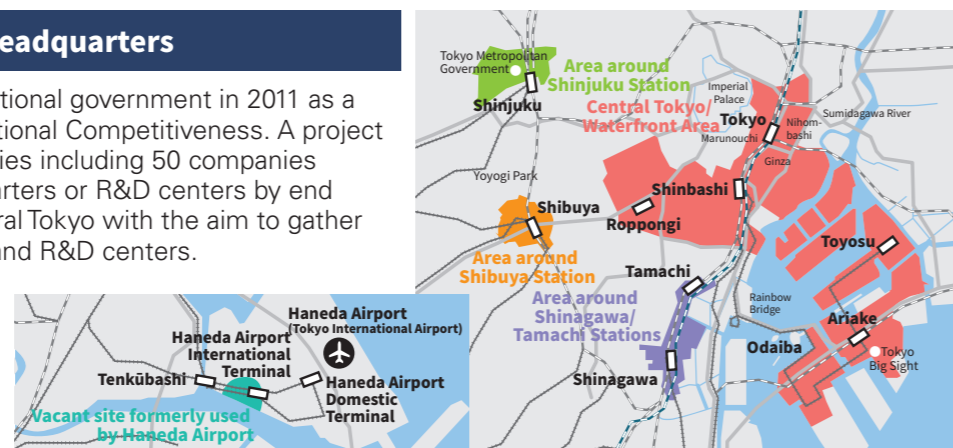 eadquarters
tional government in 2011 as a
tional Competitiveness. A project
ies including 50 companies
rters or R&D centers by end
ral Tokyo with the aim to gather
and R&D centers.
Tokyo Metropolitan
Government
Shinjuku
Area around
Shinjuku Station
Central Tokyo/
Waterfront Area
Imperial
Palace
Tokyo
Marunouchi
Nihom-
bashi
Sumidagawa River
Ginza
Yoyogi Park
Shinbashi
Roppongi
Shibuya
Area around
Shibuya Station
Toyosu
Tamachi
Area around
Shinagawa/
Tamachi Stations
Rainbow
Bridge
Ariake
Odaiba
Tokyo
Big Sight
Shinagawa
Haneda Airport
(Tokyo International Airport)
Haneda Airport
International
Terminal
Tenkūbashi
Haneda Airport
Domestic
Terminal
Vacant site formerly used
by Haneda Airport